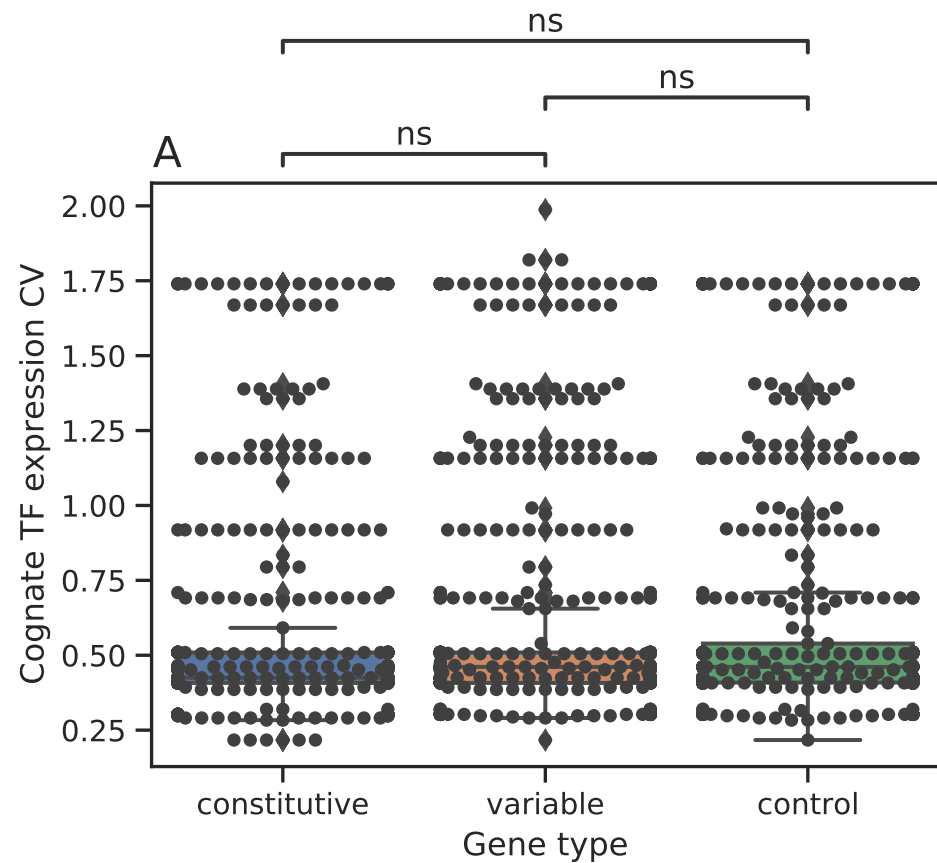 ns
ns
ns
A
Cognate TF expression CV
2.00
1.75
1.50
1.25
1.00
0.75
0.50
0.25
constitutive variable control
Gene type